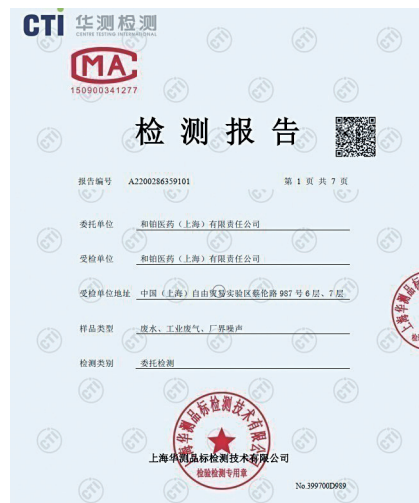 CTI 华测检测
CENTRE TESTING INTERNATIONAL
MA
150900341277
检测报告
报告编号 A2200286359101 第 1 页 共 7 页
委托单位 和铂医药（上海）有限责任公司
受检单位 和铂医药（上海）有限责任公司
受检单位地址 中国（上海）自由贸易实验区蔡伦路 987 号 6 层、7 层
样品类型 废水、工业废气、厂界噪声
检测类别 委托检测
上海华测品标检测技术有限公司
检验检测专用章
No.399700D989